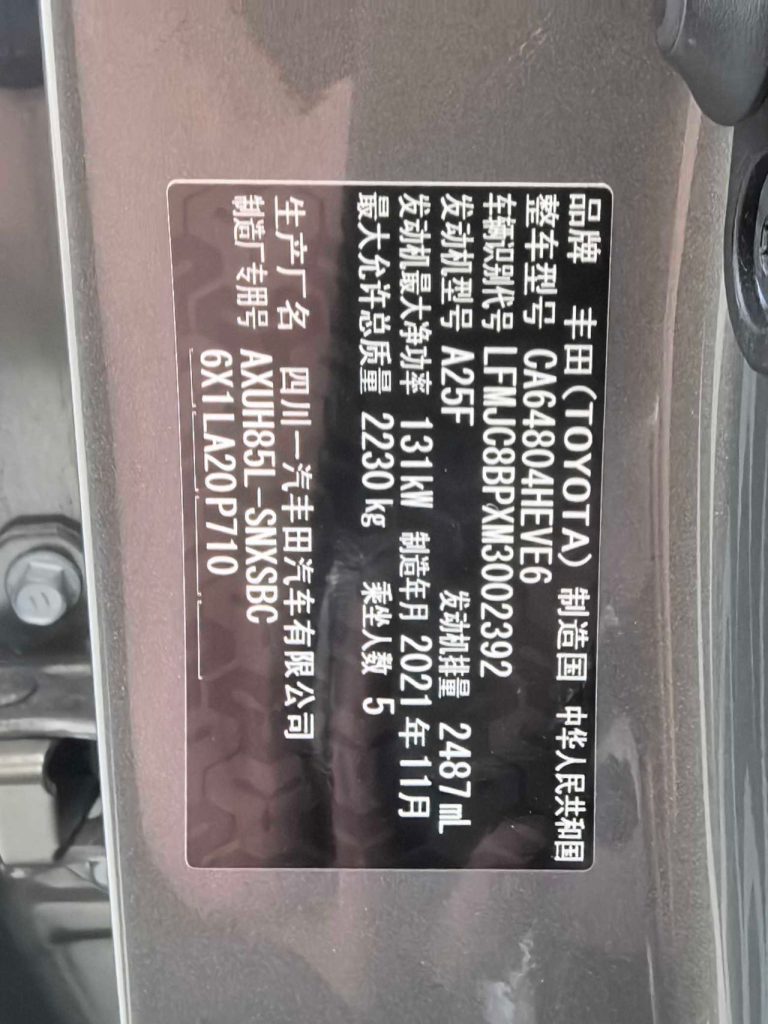 品牌 丰田(TOYOTA) 制造国 中华人民共和国
整车型号 CA64804HEVE6
车辆识别代号 LFMJC8BPXM3002392
发动机型号 A25F 发动机排量 2487mL
发动机最大净功率 131kW 制造年月 2021年11月
最大允许总质量 2230kg 乘坐人数 5
生产厂名 四川一汽丰田汽车有限公司
制造厂专用号 AXUH85L-SNXSBC
6X1LA20P710